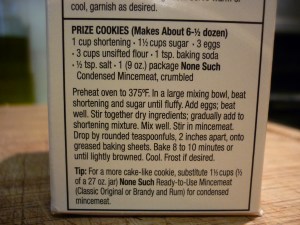 cool, garnish as desired.
PRIZE COOKIES (Makes About 6-½ dozen)
1 cup shortening • 1½ cups sugar • 3 eggs
• 3 cups unsifted flour • 1 tsp. baking soda
• ½ tsp. salt • 1 (9 oz.) package None Such
Condensed Mincemeat, crumbled
Preheat oven to 375ºF. In a large mixing bowl, beat
shortening and sugar until fluffy. Add eggs; beat
well. Stir together dry ingredients; gradually add to
shortening mixture. Mix well. Stir in mincemeat.
Drop by rounded teaspoonfuls, 2 inches apart, onto
greased baking sheets. Bake 8 to 10 minutes or
until lightly browned. Cool. Frost if desired.
Tip: For a more cake-like cookie, substitute 1⅓ cups (½
of a 27 oz. jar) None Such Ready-to-Use Mincemeat
(Classic Original or Brandy and Rum) for
condensed mincemeat.